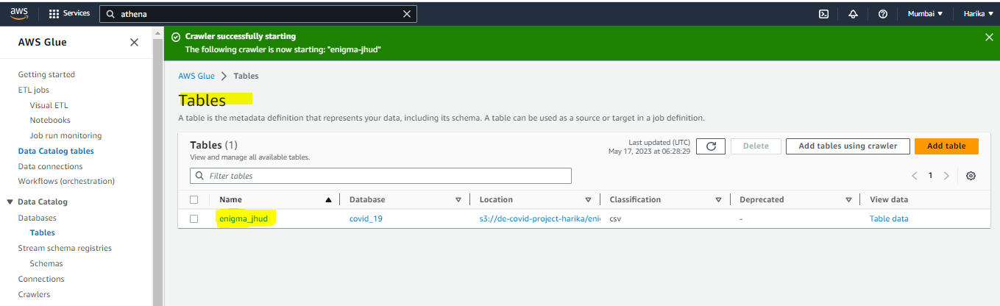 aws
Services
athena
Mumbai
Harika
AWS Glue
Crawler successfully starting
The following crawler is now starting: "enigma-jhud"
Getting started
ETL jobs
Visual ETL
Notebooks
Job run monitoring
Data Catalog tables
Data connections
Workflows (orchestration)
Data Catalog
Databases
Tables
Stream schema registries
Schemas
Connections
Crawlers
AWS Glue > Tables
Tables
A table is the metadata definition that represents your data, including its schema. A table can be used as a source or target in a job definition.
Tables (1)
View and manage all available tables.
Last updated (UTC)
May 17, 2023 at 06:28:29
Delete
Add tables using crawler
Add table
Filter tables
1
Name Database Location Classification Deprecated View data
enigma_jhud covid_19 s3://de-covid-project-harika/eni csv - Table data